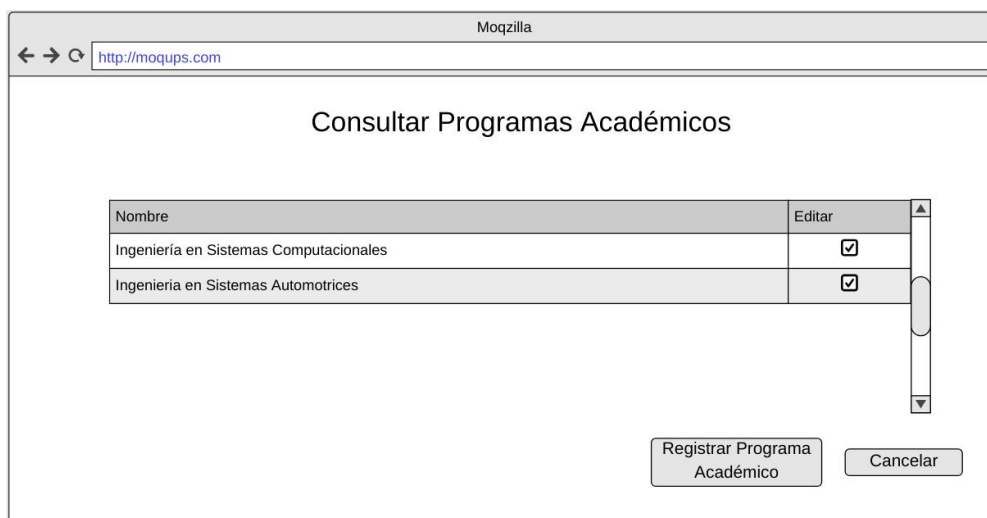 Moqzilla
http://moqups.com
Consultar Programas Académicos
Nombre Editar
Ingeniería en Sistemas Computacionales
Ingenieria en Sistemas Automotrices
Registrar Programa
Académico
Cancelar